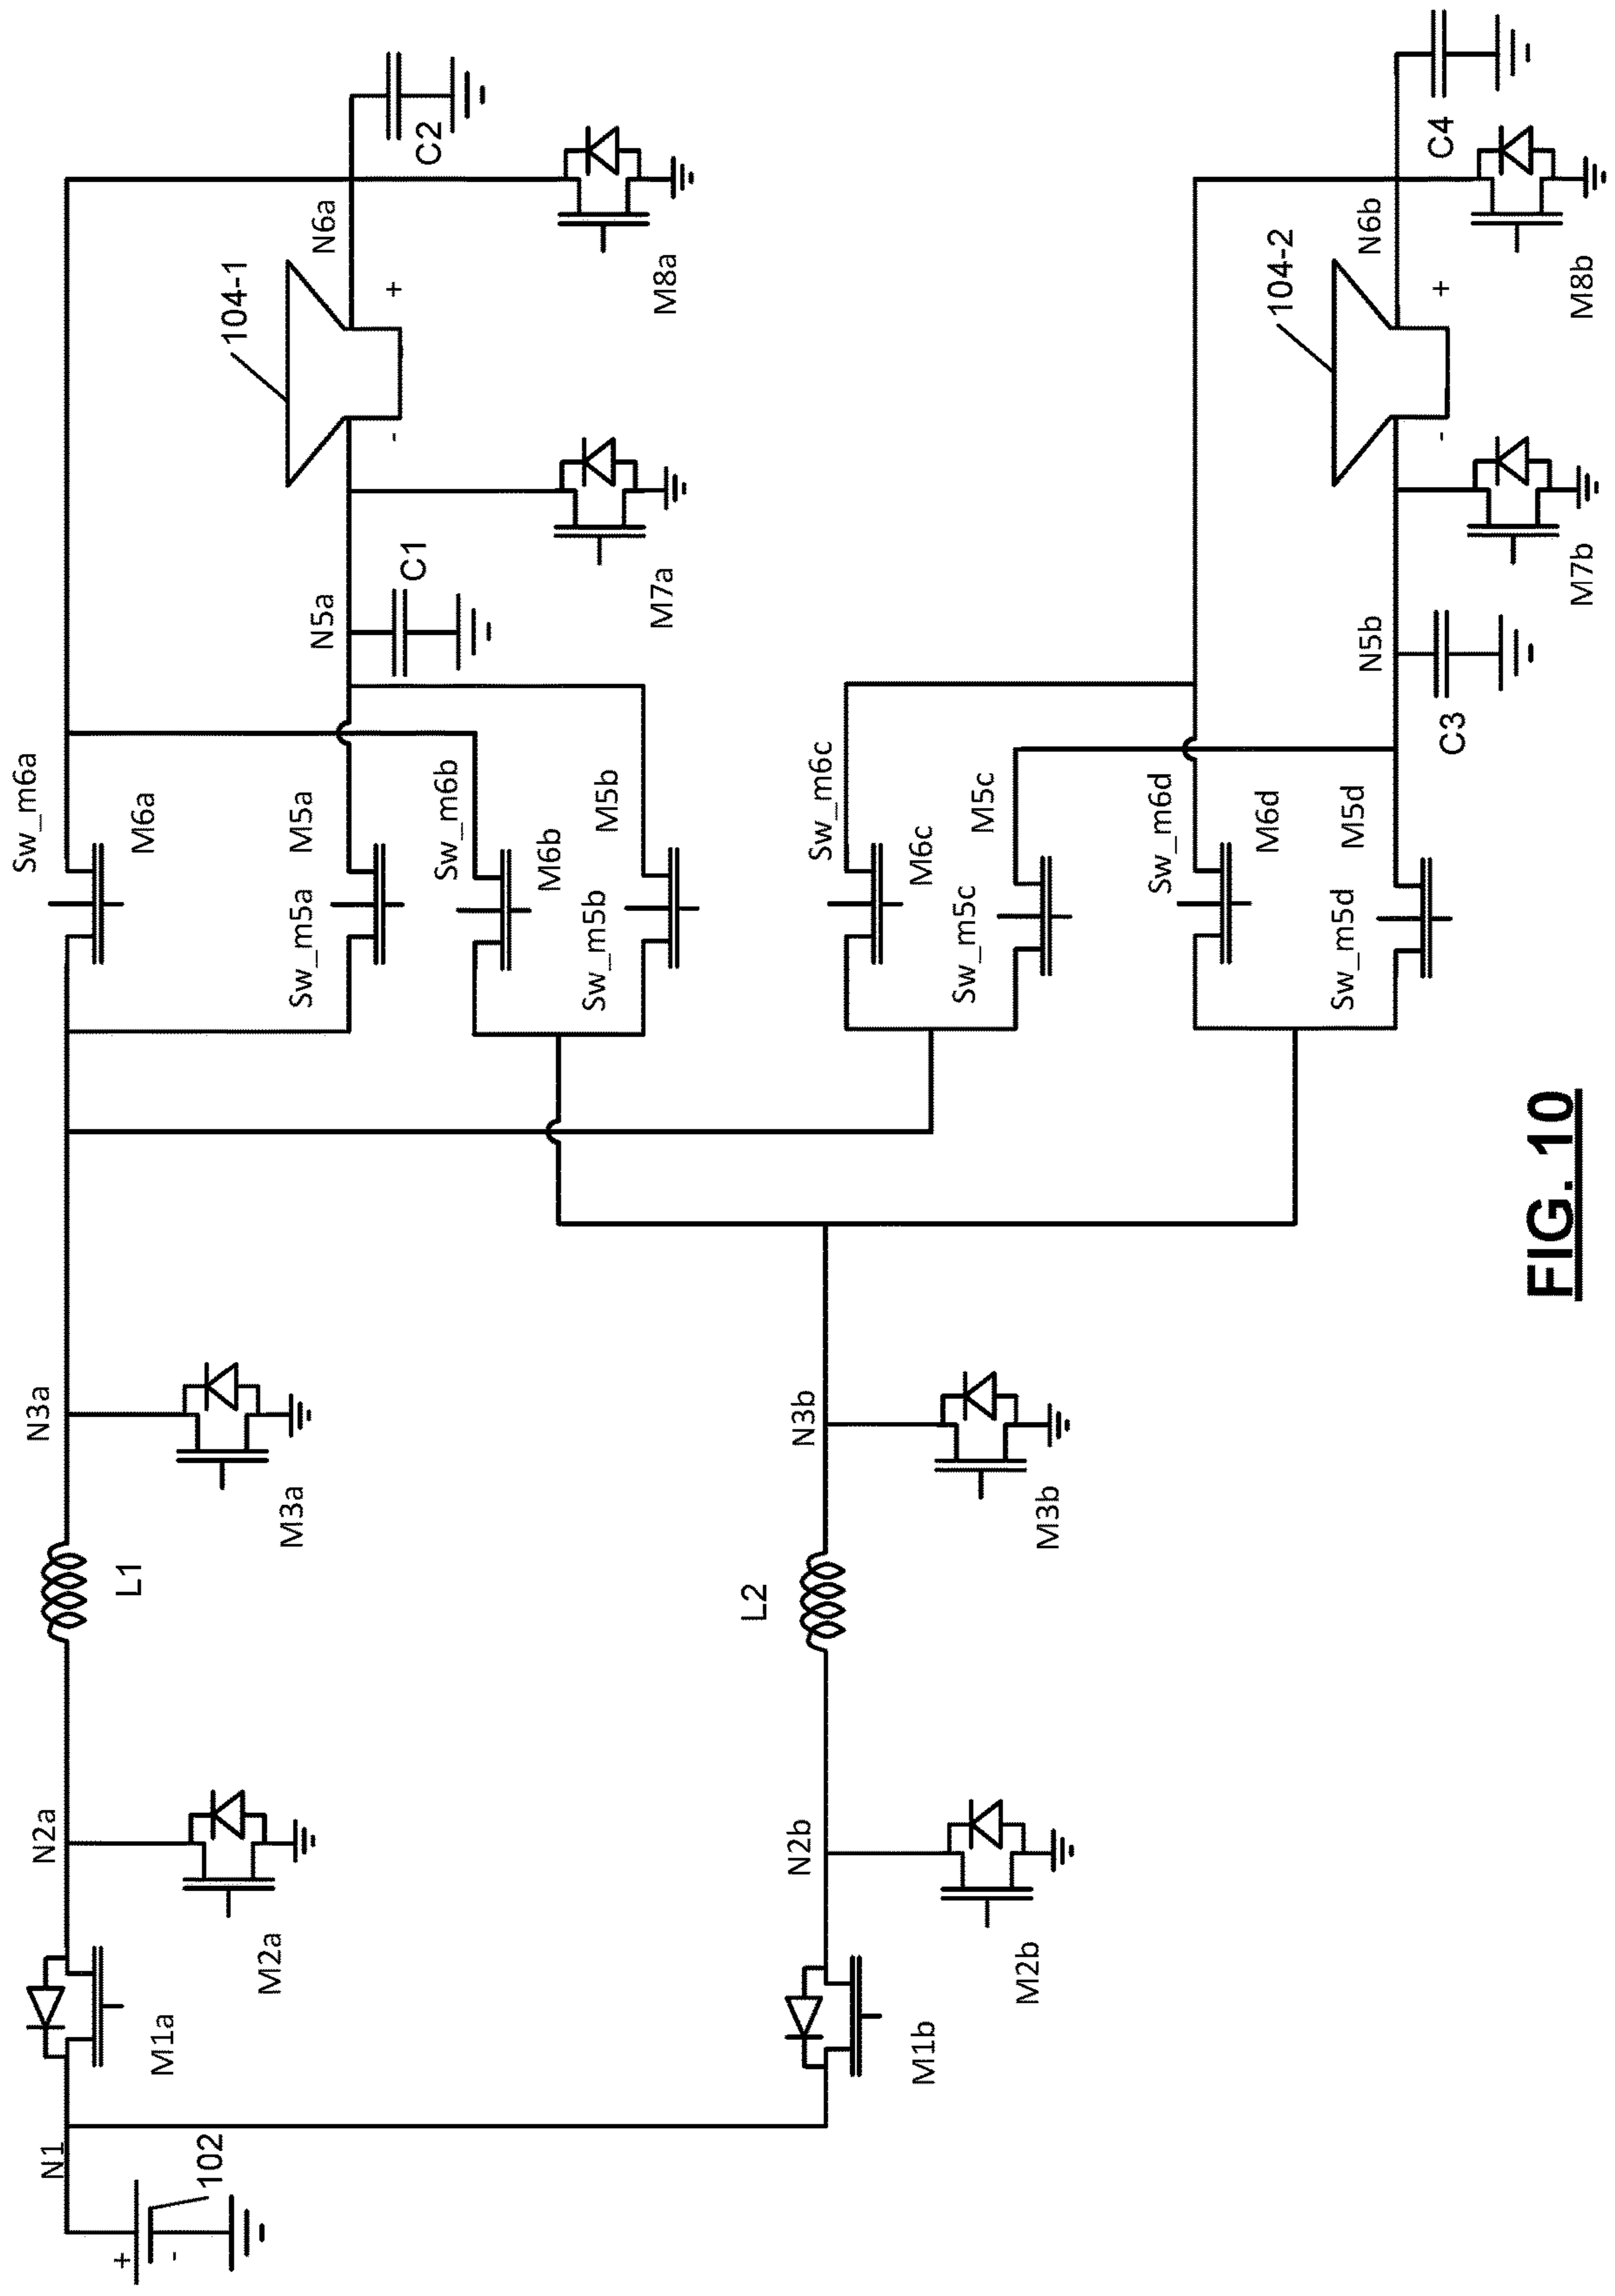 N1
+
-
102
M1a
N2a
M2a
L1
N3a
M3a
Sw_m6a
M6a
Sw_m5a
M5a
Sw_m6b
M6b
Sw_m5b
M5b
N5a
C1
M7a
104-1
-
+
N6a
M8a
C2
M1b
N2b
M2b
L2
N3b
M3b
Sw_m6c
M6c
Sw_m5c
M5c
Sw_m6d
M6d
Sw_m5d
M5d
N5b
C3
M7b
104-2
-
+
N6b
M8b
C4
FIG. 10